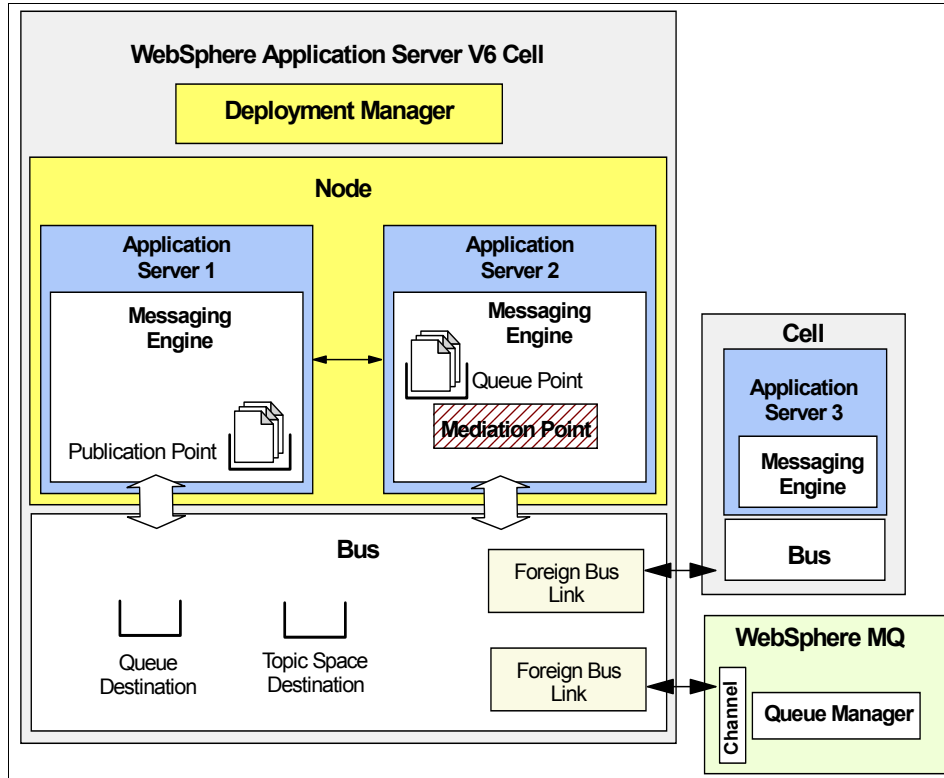 WebSphere Application Server V6 Cell
Deployment Manager
Node
Application
Server 1
Messaging
Engine
Publication Point
Application
Server 2
Messaging
Engine
Queue Point
Mediation Point
Bus
Queue
Destination
Topic Space
Destination
Foreign Bus
Link
Foreign Bus
Link
Cell
Application
Server 3
Messaging
Engine
Bus
WebSphere MQ
Channel
Queue Manager